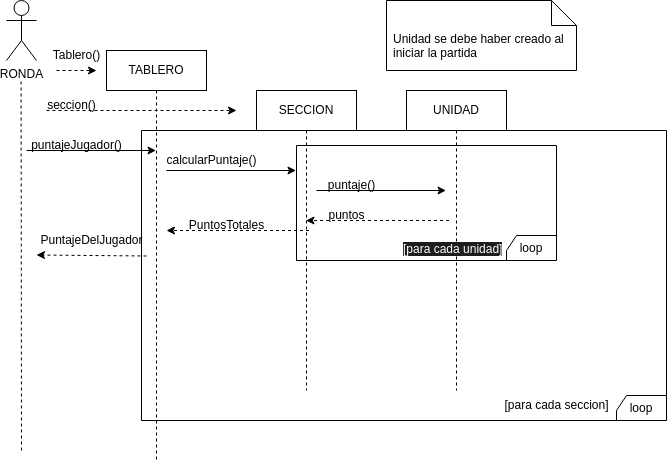 Unidad se debe haber creado al
iniciar la partida
Tablero()
RONDA
TABLERO
seccion()
SECCION
UNIDAD
puntajeJugador()
calcularPuntaje()
puntaje()
puntos
PuntosTotales
PuntajeDelJugador
[para cada unidad]
loop
[para cada seccion]
loop